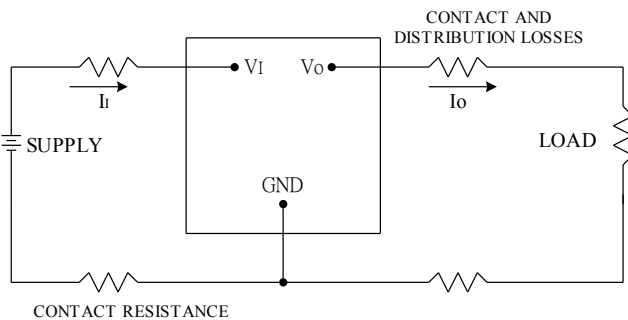 CONTACT AND
DISTRIBUTION LOSSES
VI
VO
II
IO
SUPPLY
LOAD
GND
CONTACT RESISTANCE